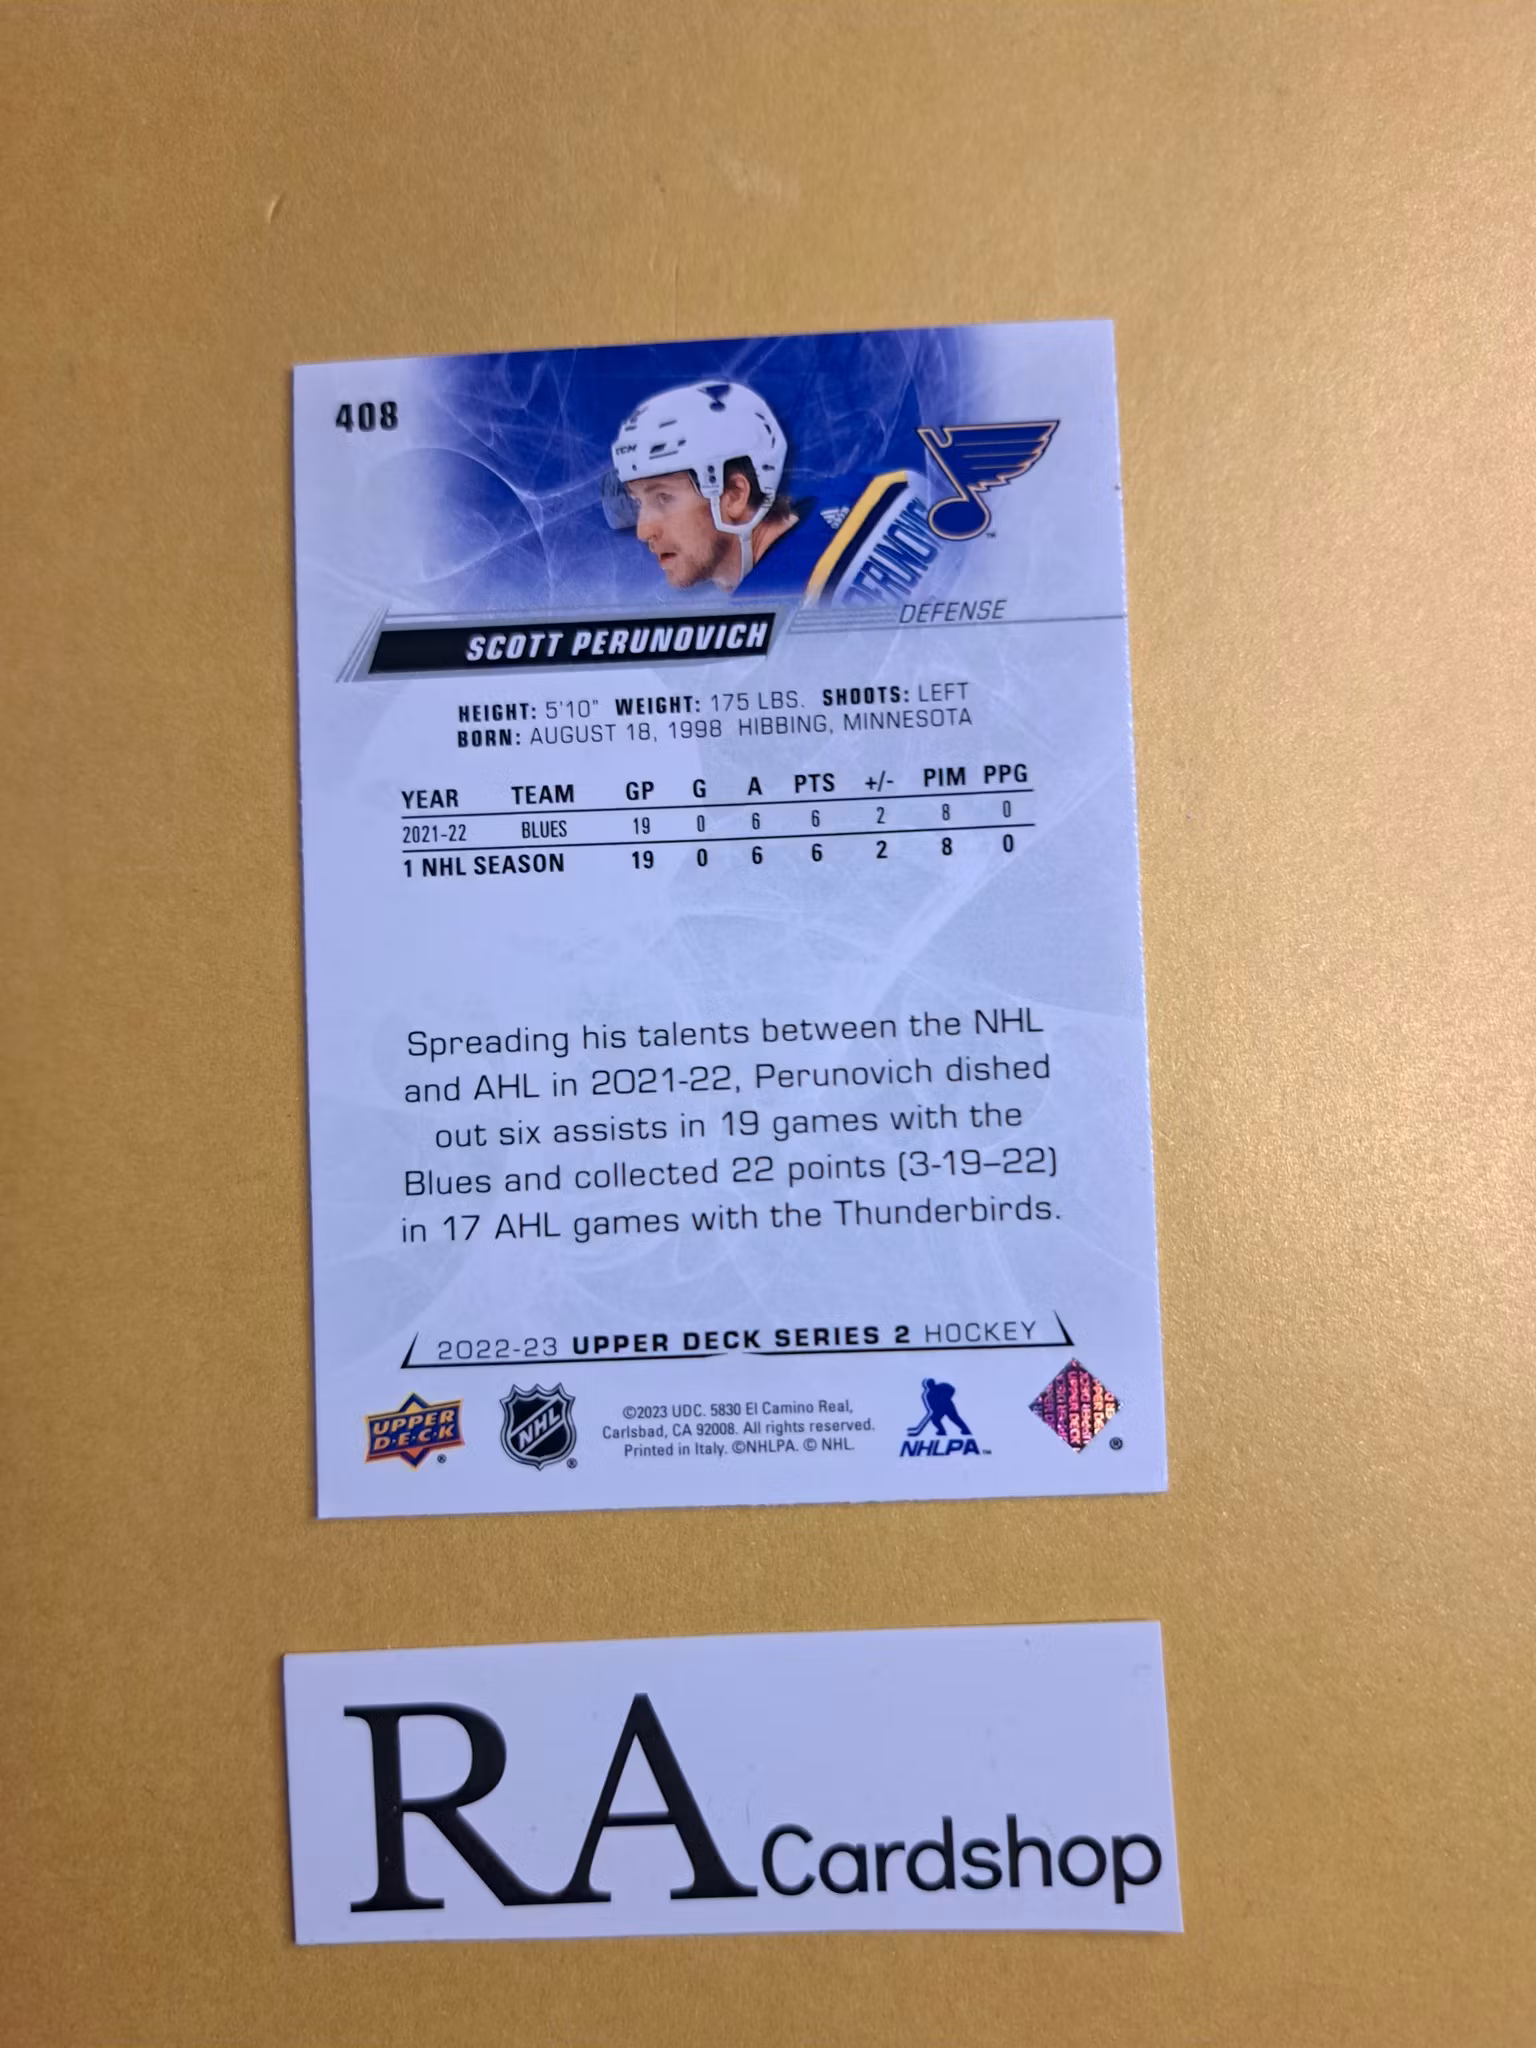 408
CCM
PERUNOVICH
TM
DEFENSE
SCOTT PERUNOVICH
HEIGHT: 5'10" WEIGHT: 175 LBS. SHOOTS: LEFT
BORN: AUGUST 18, 1998 HIBBING, MINNESOTA
YEAR TEAM GP G A PTS +/- PIM PPG
2021-22 BLUES 19 0 6 6 2 8 0
1 NHL SEASON 19 0 6 6 2 8 0
Spreading his talents between the NHL
and AHL in 2021-22, Perunovich dished
out six assists in 19 games with the
Blues and collected 22 points (3-19–22)
in 17 AHL games with the Thunderbirds.
2022-23 UPPER DECK SERIES 2 HOCKEY
UPPER
D·E·C·K
®
NHL
®
©2023 UDC. 5830 El Camino Real,
Carlsbad, CA 92008. All rights reserved.
Printed in Italy. ©NHLPA. © NHL.
NHLPA™
UPPER DECK
®
RA Cardshop